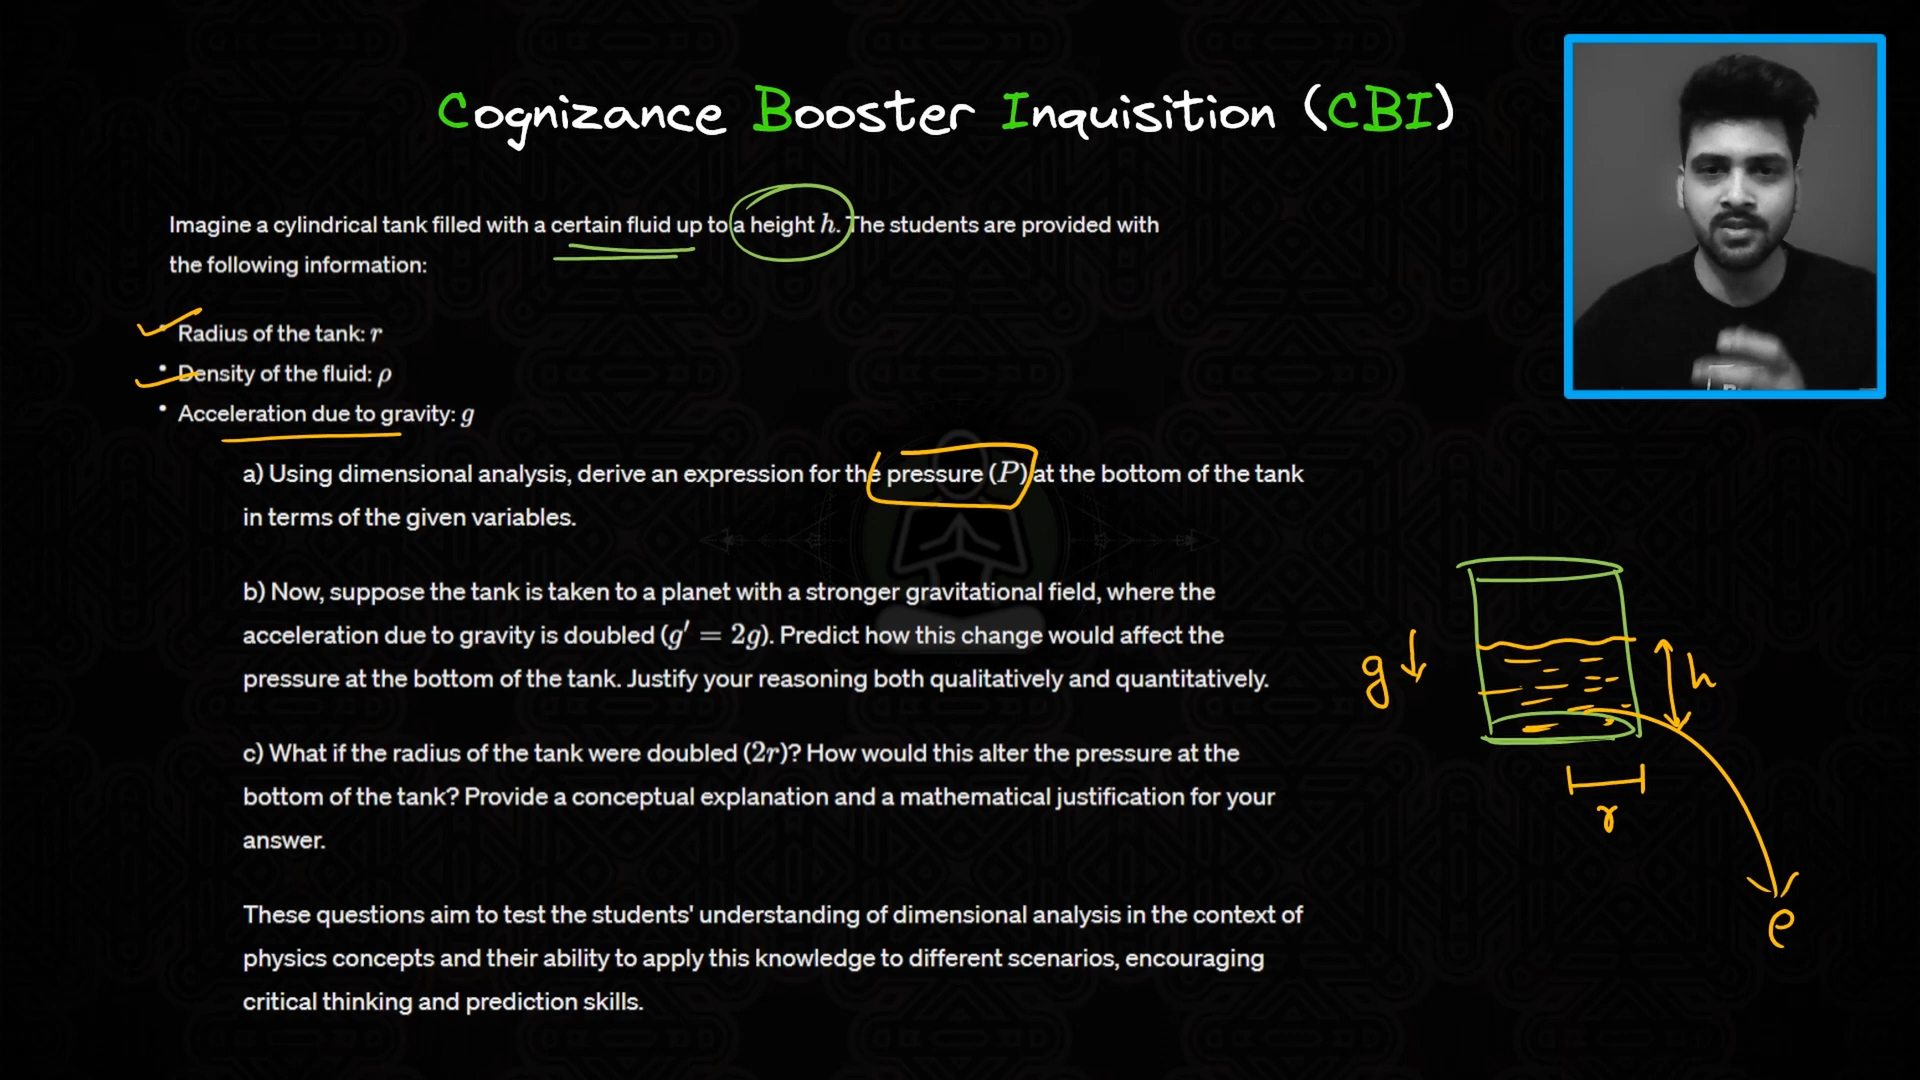 Cognizance Booster Inquisition (CBI)
Imagine a cylindrical tank filled with a certain fluid up to a height h. The students are provided with
the following information:
• Radius of the tank: r
• Density of the fluid: ρ
• Acceleration due to gravity: g
a) Using dimensional analysis, derive an expression for the pressure (P) at the bottom of the tank
in terms of the given variables.
b) Now, suppose the tank is taken to a planet with a stronger gravitational field, where the
acceleration due to gravity is doubled (g′ = 2g). Predict how this change would affect the
pressure at the bottom of the tank. Justify your reasoning both qualitatively and quantitatively.
c) What if the radius of the tank were doubled (2r)? How would this alter the pressure at the
bottom of the tank? Provide a conceptual explanation and a mathematical justification for your
answer.
These questions aim to test the students' understanding of dimensional analysis in the context of
physics concepts and their ability to apply this knowledge to different scenarios, encouraging
critical thinking and prediction skills.
g
h
r
ρ